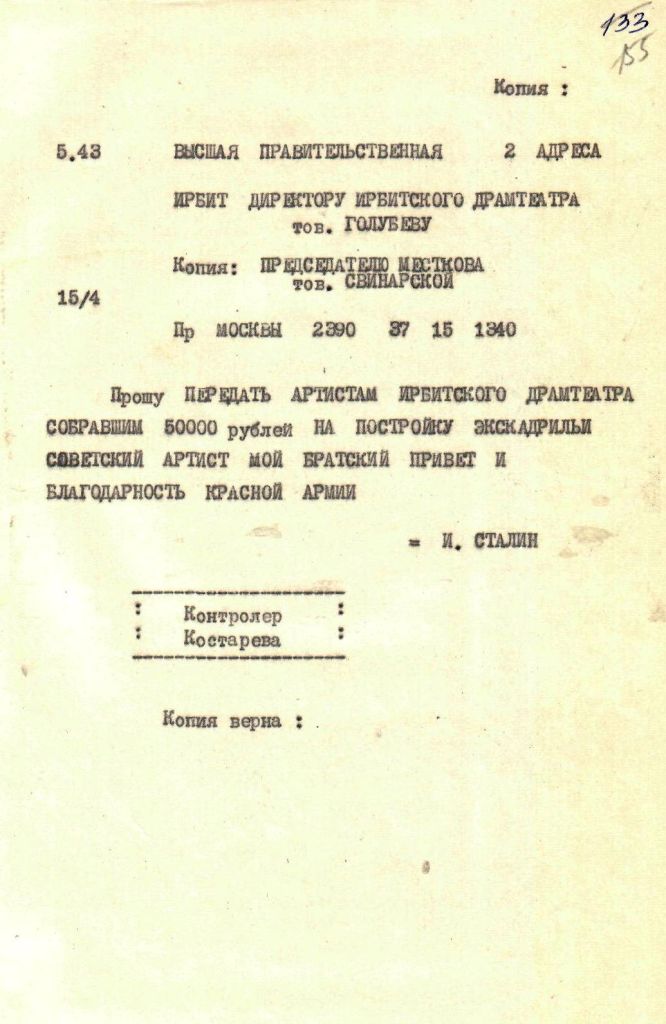 133
155
Копия :
5.43 ВЫСШАЯ ПРАВИТЕЛЬСТВЕННАЯ 2 АДРЕСА
ИРБИТ ДИРЕКТОРУ ИРБИТСКОГО ДРАМТЕАТРА
тов. ГОЛУБЕВУ
Копия: ПРЕДСЕДАТЕЛЮ МЕСТКОВА
тов. СВИНАРСКОЙ
15/4
Пр МОСКВЫ 2390 37 15 1340
Прошу ПЕРЕДАТЬ АРТИСТАМ ИРБИТСКОГО ДРАМТЕАТРА
СОБРАВШИМ 50000 рублей НА ПОСТРОЙКУ ЭКСКАДРИЛЬИ
СОВЕТСКИЙ АРТИСТ МОЙ БРАТСКИЙ ПРИВЕТ И
БЛАГОДАРНОСТЬ КРАСНОЙ АРМИИ
= И. СТАЛИН
: Контролер :
: Костарева :
Копия верна :